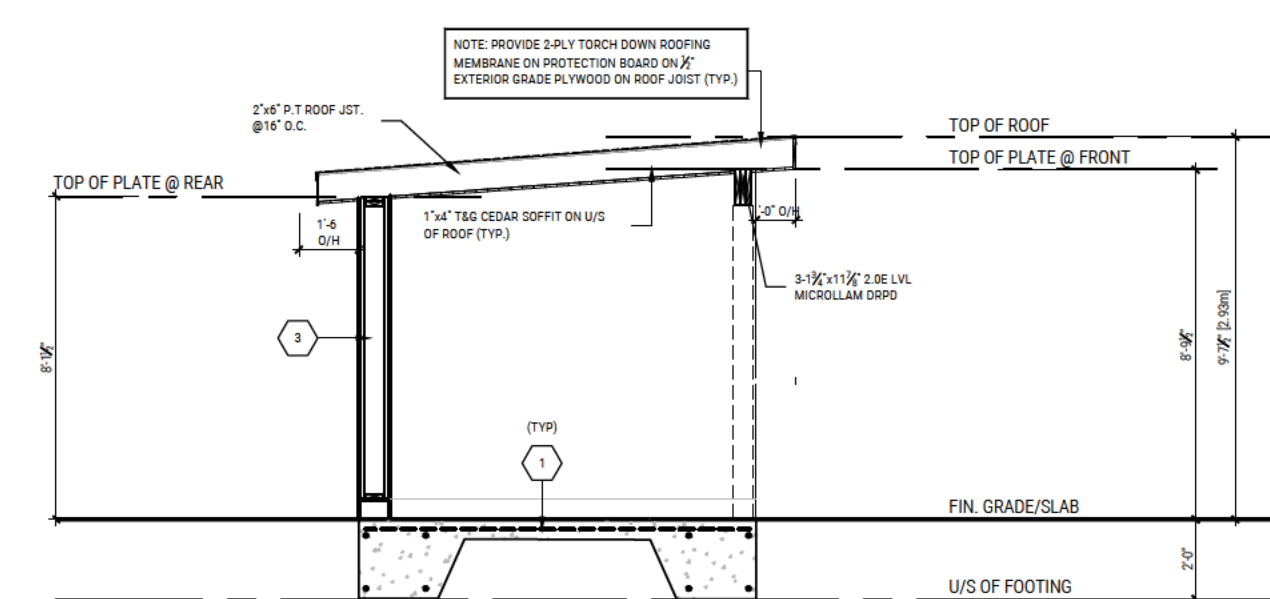 NOTE: PROVIDE 2-PLY TORCH DOWN ROOFING
MEMBRANE ON PROTECTION BOARD ON ½"
EXTERIOR GRADE PLYWOOD ON ROOF JOIST (TYP.)
2"x6" P.T ROOF JST.
@16" O.C.
TOP OF ROOF
TOP OF PLATE @ FRONT
TOP OF PLATE @ REAR
1'-6
O/H
1"x4" T&G CEDAR SOFFIT ON U/S
OF ROOF (TYP.)
'-0" O/H
3-1¾"x11⅞" 2.0E LVL
MICROLLAM DRPD
3
8'-1½"
8'-9½"
9'-7½" [2.93m]
(TYP)
1
FIN. GRADE/SLAB
2'-0"
U/S OF FOOTING